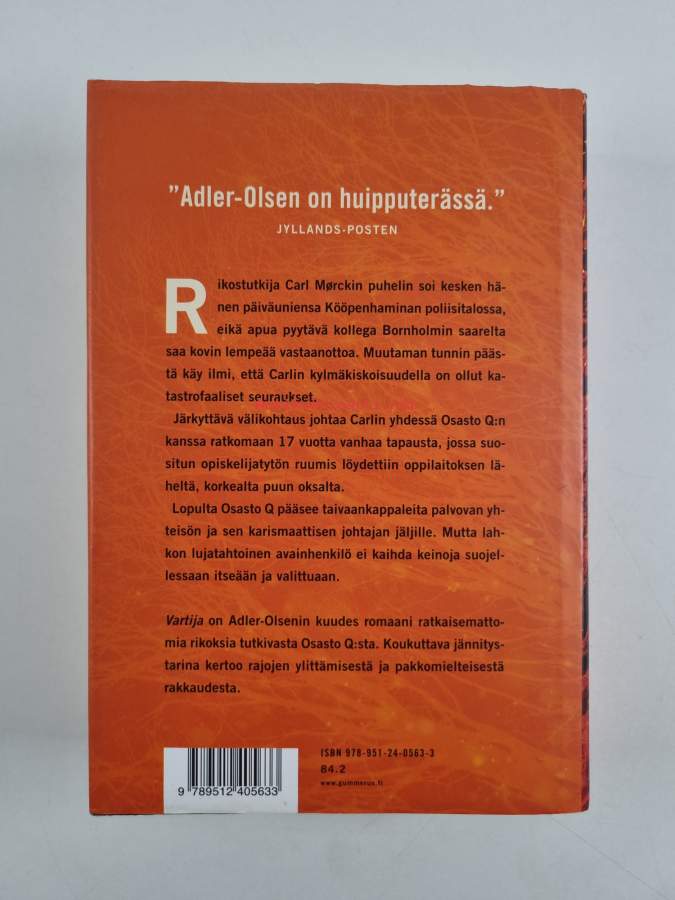 ”Adler-Olsen on huipputerässä.”
JYLLANDS-POSTEN
Rikostutkija Carl Mørckin puhelin soi kesken hä-
nen päiväuniensa Kööpenhaminan poliisitalossa,
eikä apua pyytävä kollega Bornholmin saarelta
saa kovin lempeää vastaanottoa. Muutaman tunnin pääs-
tä käy ilmi, että Carlin kylmäkiskoisuudella on ollut ka-
tastrofaaliset seuraukset.
Järkyttävä välikohtaus johtaa Carlin yhdessä Osasto Q:n
kanssa ratkomaan 17 vuotta vanhaa tapausta, jossa suo-
situn opiskelijatytön ruumis löydettiin oppilaitoksen lä-
heltä, korkealta puun oksalta.
Lopulta Osasto Q pääsee taivaankappaleita palvovan yh-
teisön ja sen karismaattisen johtajan jäljille. Mutta lah-
kon lujatahtoinen avainhenkilö ei kaihda keinoja suojel-
lessaan itseään ja valittuaan.
Vartija on Adler-Olsenin kuudes romaani ratkaisematto-
mia rikoksia tutkivasta Osasto Q:sta. Koukuttava jännitys-
tarina kertoo rajojen ylittämisestä ja pakkomielteisestä
rakkaudesta.
ISBN 978-951-24-0563-3
84.2
www.gummerus.fi
9 789512 405633